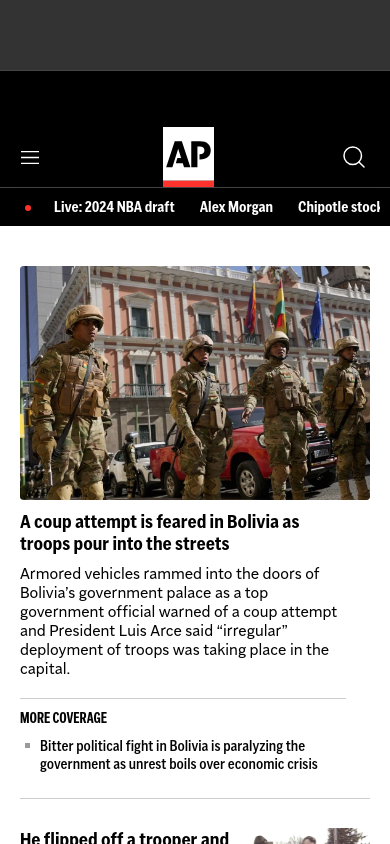 AP
Live: 2024 NBA draft Alex Morgan Chipotle stock
A coup attempt is feared in Bolivia as
troops pour into the streets
Armored vehicles rammed into the doors of
Bolivia’s government palace as a top
government official warned of a coup attempt
and President Luis Arce said “irregular”
deployment of troops was taking place in the
capital.
MORE COVERAGE
Bitter political fight in Bolivia is paralyzing the
government as unrest boils over economic crisis
He flipped off a trooper and